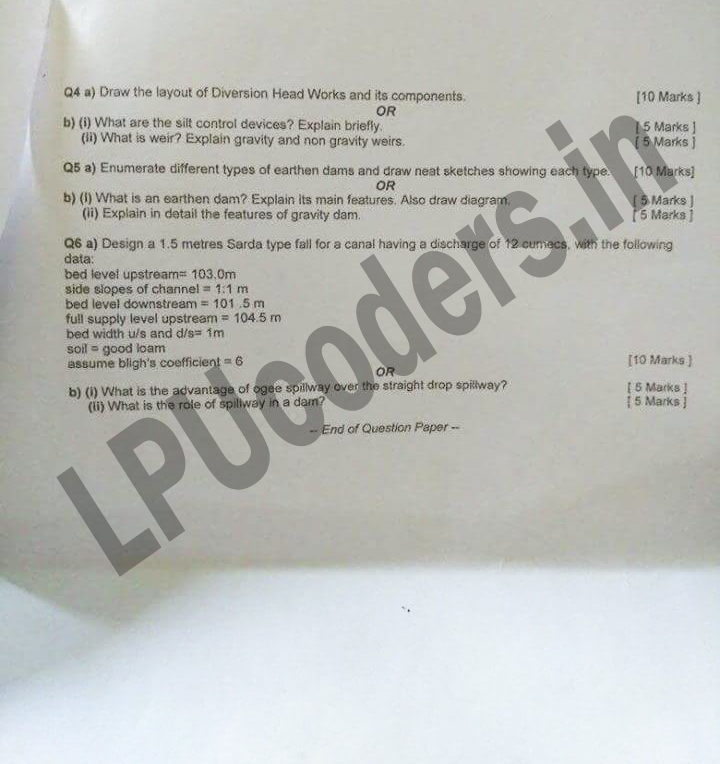 Q4 a) Draw the layout of Diversion Head Works and its components. [10 Marks ]
OR
b) (i) What are the silt control devices? Explain briefly. [ 5 Marks ]
(ii) What is weir? Explain gravity and non gravity weirs. [ 5 Marks ]
Q5 a) Enumerate different types of earthen dams and draw neat sketches showing each type. [10 Marks]
OR
b) (i) What is an earthen dam? Explain its main features. Also draw diagram. [ 5 Marks ]
(ii) Explain in detail the features of gravity dam. [ 5 Marks ]
Q6 a) Design a 1.5 metres Sarda type fall for a canal having a discharge of 12 cumecs, with the following
data:
bed level upstream= 103.0m
side slopes of channel = 1:1 m
bed level downstream = 101 .5 m
full supply level upstream = 104.5 m
bed width u/s and d/s= 1m
soil = good loam
assume bligh's coefficient = 6 [10 Marks ]
OR
b) (i) What is the advantage of ogee spillway over the straight drop spillway? [ 5 Marks ]
(ii) What is the role of spillway in a dam? [ 5 Marks ]
-- End of Question Paper --
LPUcoders.in